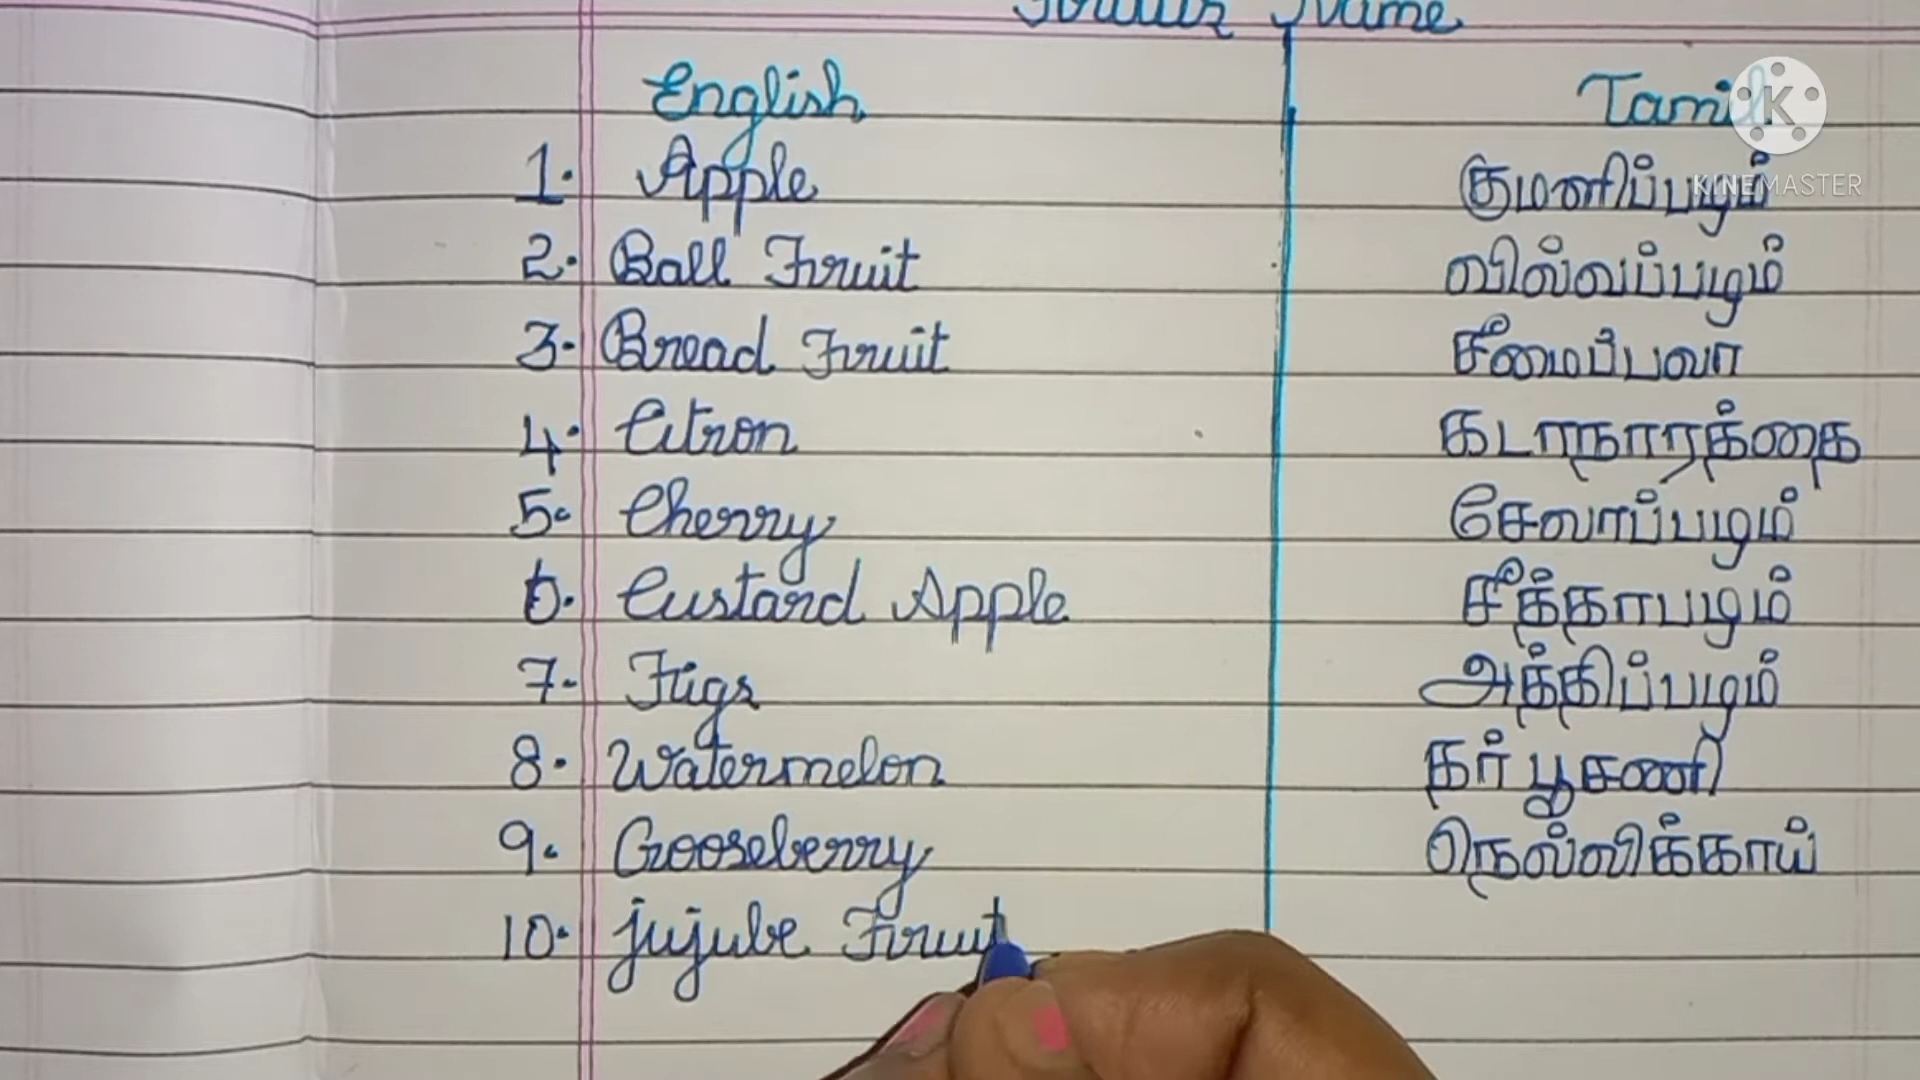 Fruits Name
English Tamil
1. Apple குமளிப்பழம்
2. Ball Fruit வில்வப்பழம்
3. Bread Fruit சீமைப்பலா
4. Citron கடாநாரத்கை
5. Cherry சேலாப்பழம்
6. Custard Apple சீத்தாபழம்
7. Figs அத்திப்பழம்
8. Watermelon தர்பூசணி
9. Gooseberry நெல்லிக்காய்
10. jujube Fruit
KINEMASTER